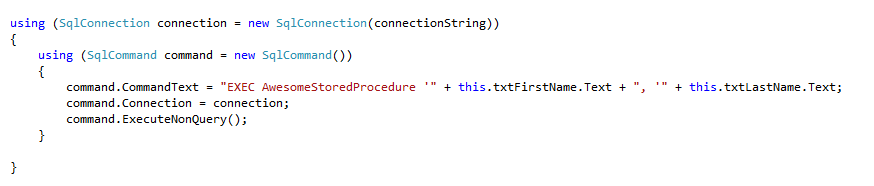 using (SqlConnection connection = new SqlConnection(connectionString))
{
    using (SqlCommand command = new SqlCommand())
    {
        command.CommandText = "EXEC AwesomeStoredProcedure '" + this.txtFirstName.Text + ", '" + this.txtLastName.Text;
        command.Connection = connection;
        command.ExecuteNonQuery();
    }
}